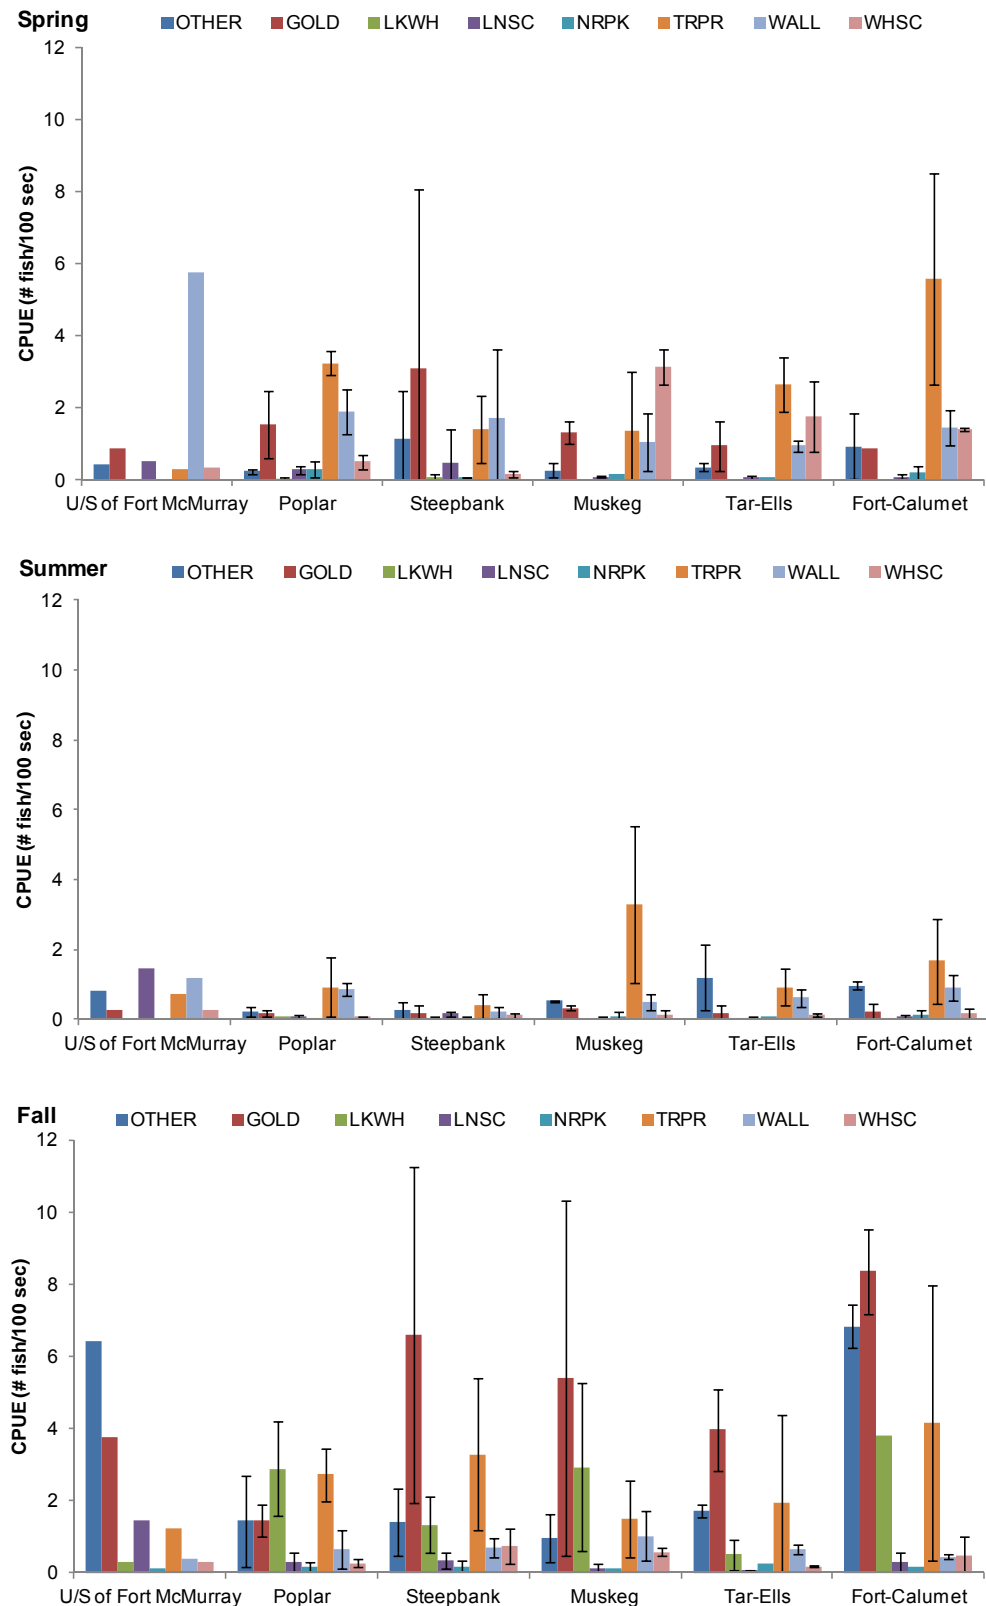 Spring
OTHER GOLD LKWH LNSC NRPK TRPR WALL WHSC
12
10
8
6
4
2
0
CPUE (# fish/100 sec)
U/S of Fort McMurray Poplar Steepbank Muskeg Tar-Ells Fort-Calumet
Summer
OTHER GOLD LKWH LNSC NRPK TRPR WALL WHSC
12
10
8
6
4
2
0
CPUE (# fish/100 sec)
U/S of Fort McMurray Poplar Steepbank Muskeg Tar-Ells Fort-Calumet
Fall
OTHER GOLD LKWH LNSC NRPK TRPR WALL WHSC
12
10
8
6
4
2
0
CPUE (# fish/100 sec)
U/S of Fort McMurray Poplar Steepbank Muskeg Tar-Ells Fort-Calumet